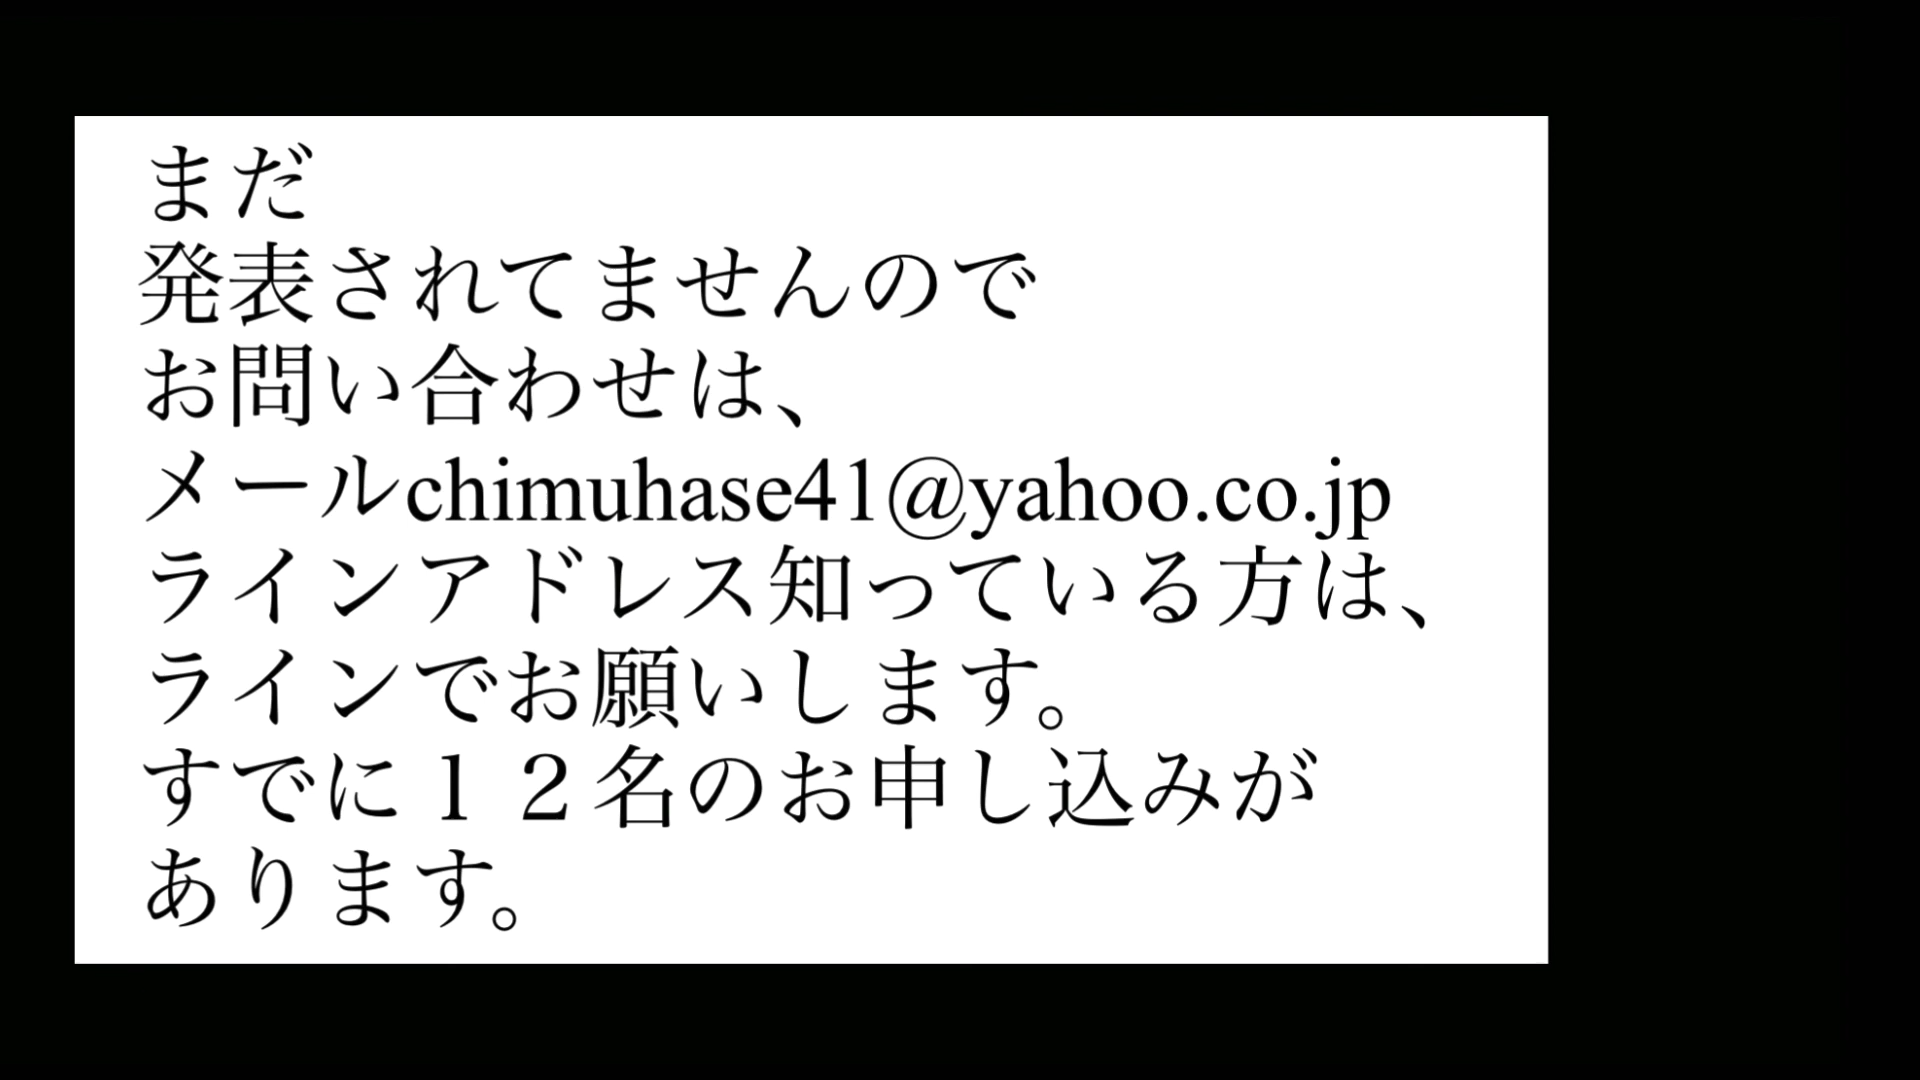 まだ
発表されてませんので
お問い合わせは、
メールchimuhase41@yahoo.co.jp
ラインアドレス知っている方は、
ラインでお願いします。
すでに１２名のお申し込みが
あります。